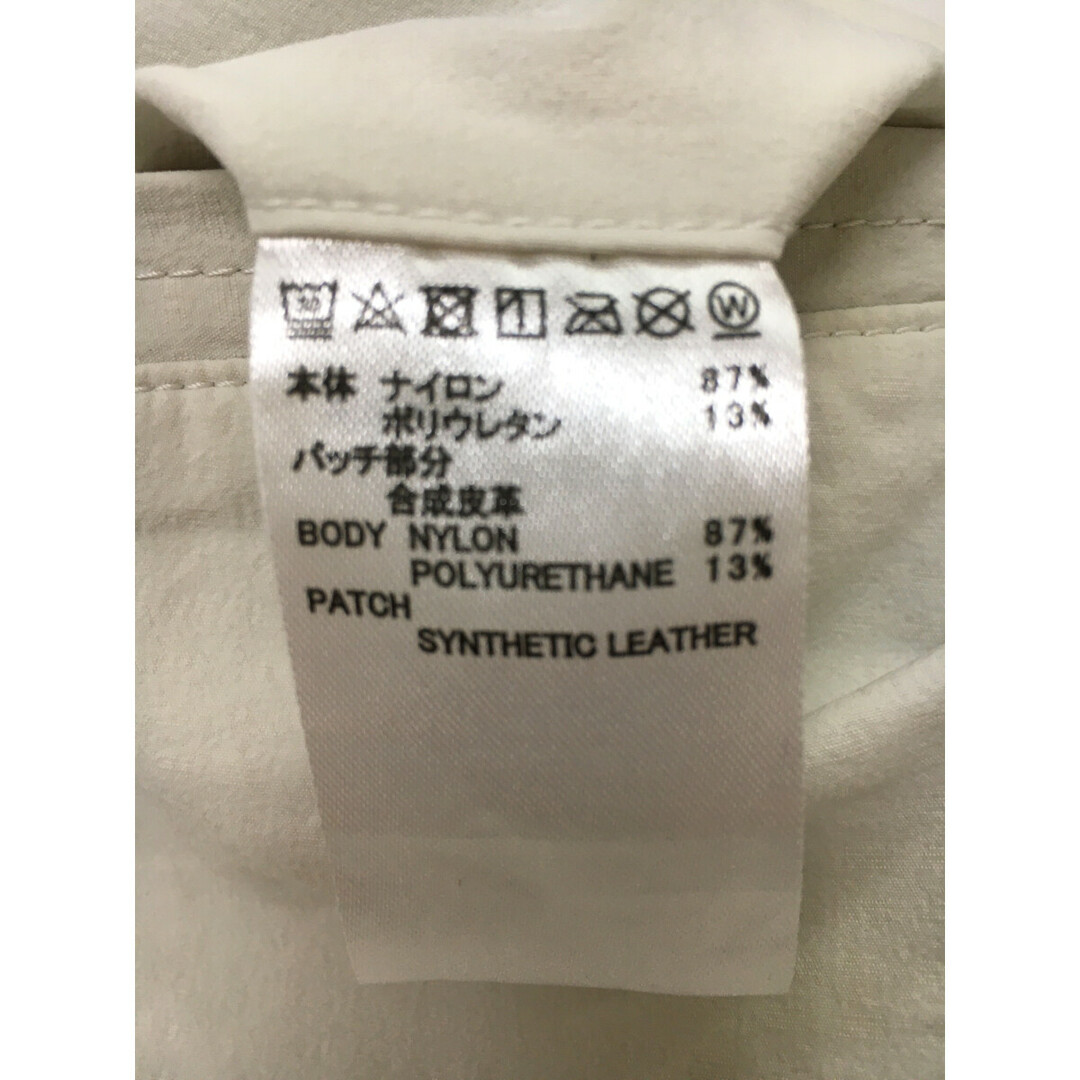 本体 ナイロン 87%
ポリウレタン 13%
パッチ部分
合成皮革
BODY NYLON 87%
POLYURETHANE 13%
PATCH
SYNTHETIC LEATHER